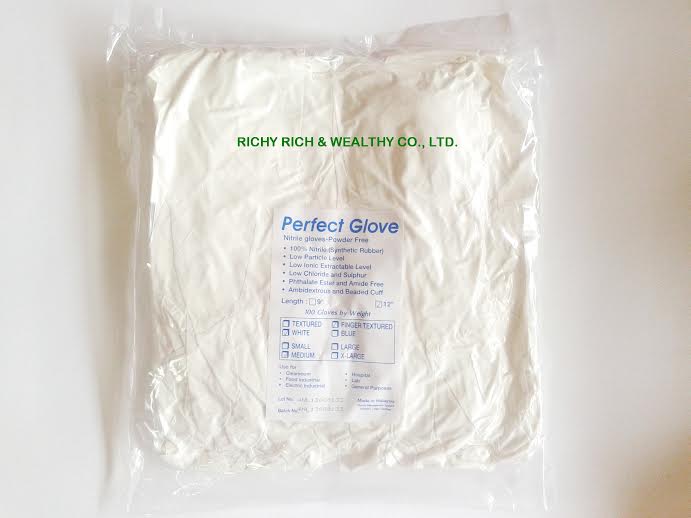 RICHY RICH & WEALTHY CO., LTD.
Perfect Glove
Nitrile gloves-Powder Free
• 100% Nitrile (Synthetic Rubber)
• Low Particle Level
• Low Ionic Extractable Level
• Low Chloride and Sulphur
• Phthalate Ester and Amide Free
• Ambidextrous and Beaded Cuff
Length : ☐ 9" ☑ 12"
100 Gloves by Weight
TEXTURED FINGER TEXTURED
WHITE BLUE
SMALL LARGE
MEDIUM X-LARGE
Use for
• Cleanroom • Hospital
• Food Industrial • Lab
• Electric Industrial • General Purposes
Lot No.
Batch No.
Made in Malaysia